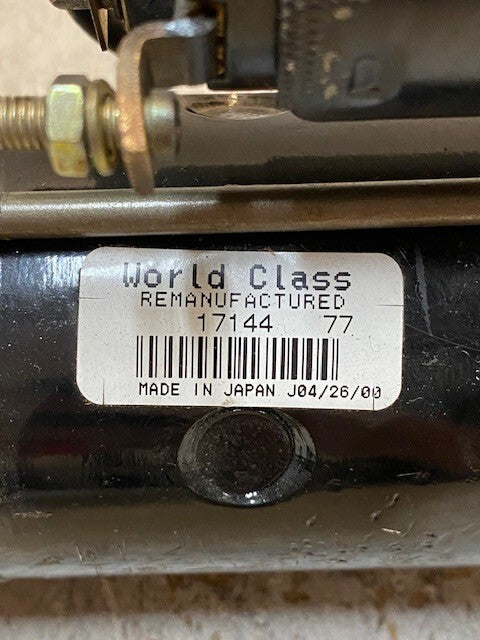 World Class
REMANUFACTURED
17144 77
MADE IN JAPAN J04/26/00